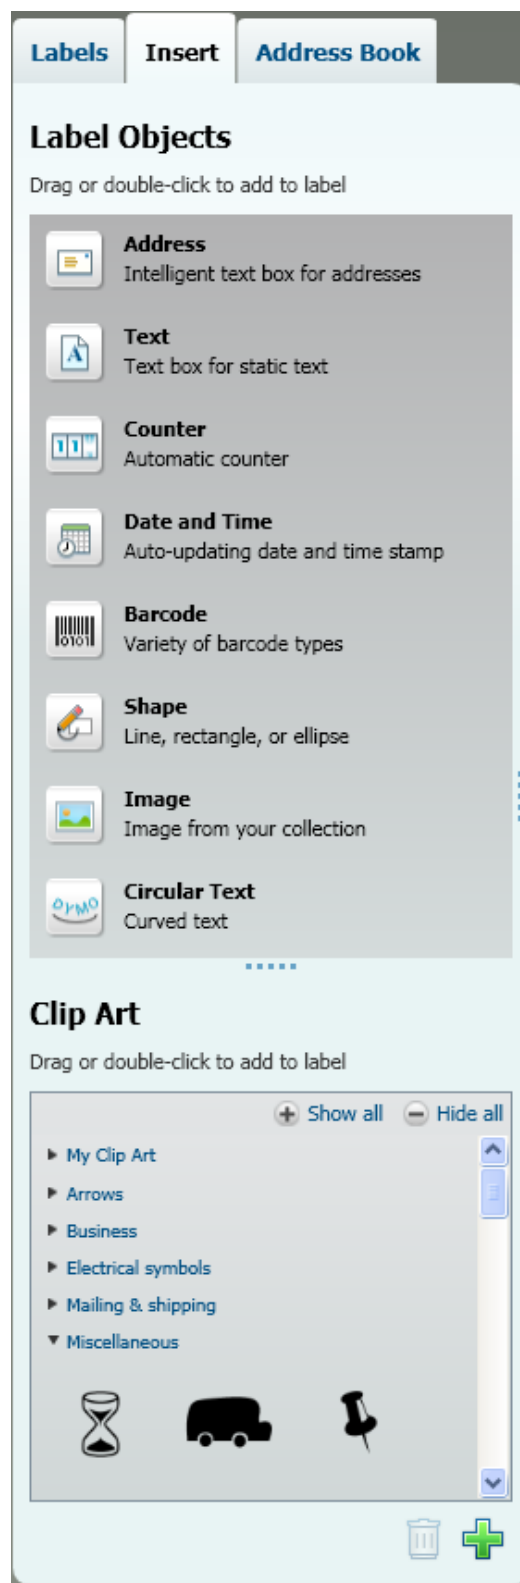 Labels Insert Address Book
Label Objects
Drag or double-click to add to label
Address
Intelligent text box for addresses
Text
Text box for static text
A
Counter
Automatic counter
11
Date and Time
Auto-updating date and time stamp
Barcode
Variety of barcode types
0101
Shape
Line, rectangle, or ellipse
Image
Image from your collection
Circular Text
Curved text
DYMO
Clip Art
Drag or double-click to add to label
Show all Hide all
My Clip Art
Arrows
Business
Electrical symbols
Mailing & shipping
Miscellaneous